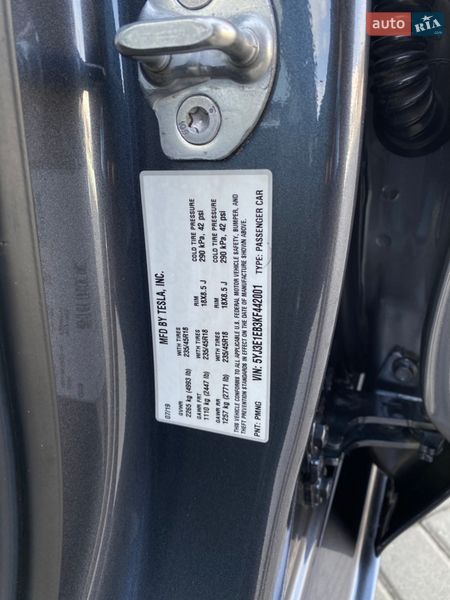 auto RIA
MFD BY TESLA, INC.
07/19
GVWR
2265 kg (4993 lb)
GAWR FRT WITH TIRES RIM COLD TIRE PRESSURE
1110 kg (2447 lb) 235/45R18 18X8.5 J 290 kPa, 42 psi
GAWR RR WITH TIRES RIM COLD TIRE PRESSURE
1257 kg (2771 lb) 235/45R18 18X8.5 J 290 kPa, 42 psi
THIS VEHICLE CONFORMS TO ALL APPLICABLE U.S. FEDERAL MOTOR VEHICLE SAFETY, BUMPER, AND
THEFT PREVENTION STANDARDS IN EFFECT ON THE DATE OF MANUFACTURE SHOWN ABOVE.
VIN: 5YJ3E1EB3KF442001 TYPE: PASSENGER CAR
PNT: PMNG